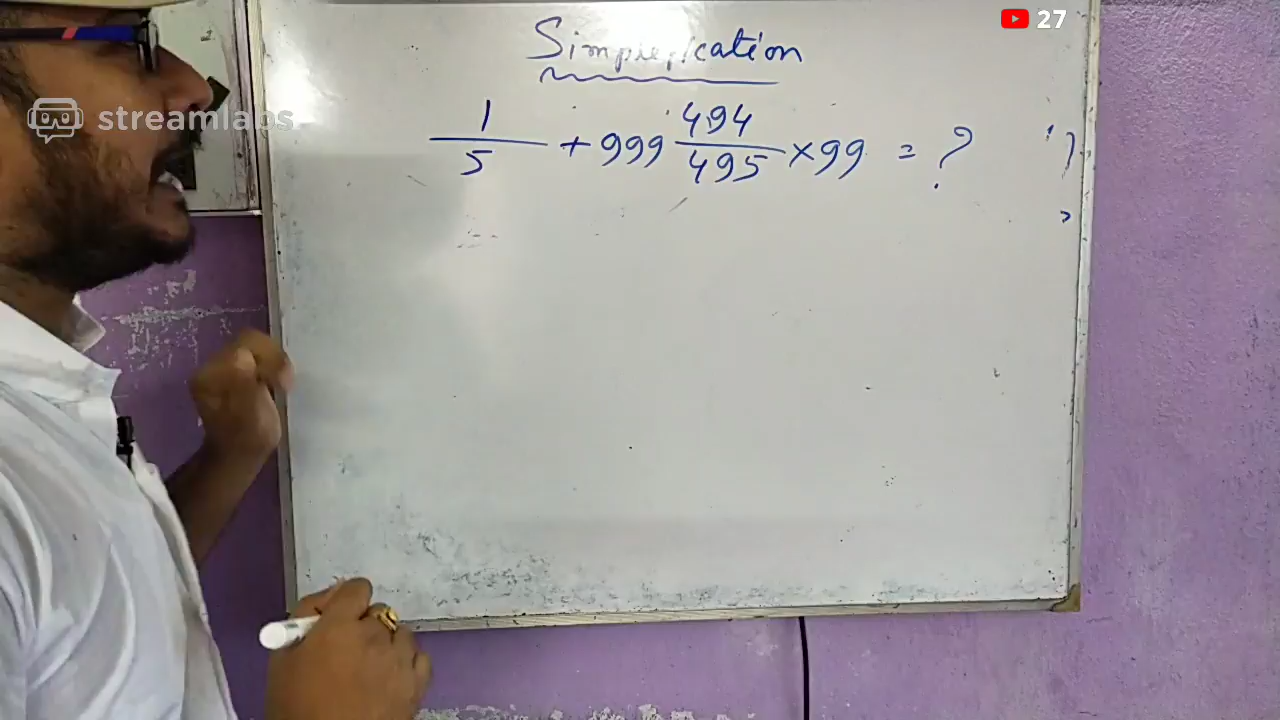 27
Simplification
streamlabs
1/5 + 999 494/495 × 99 = ?